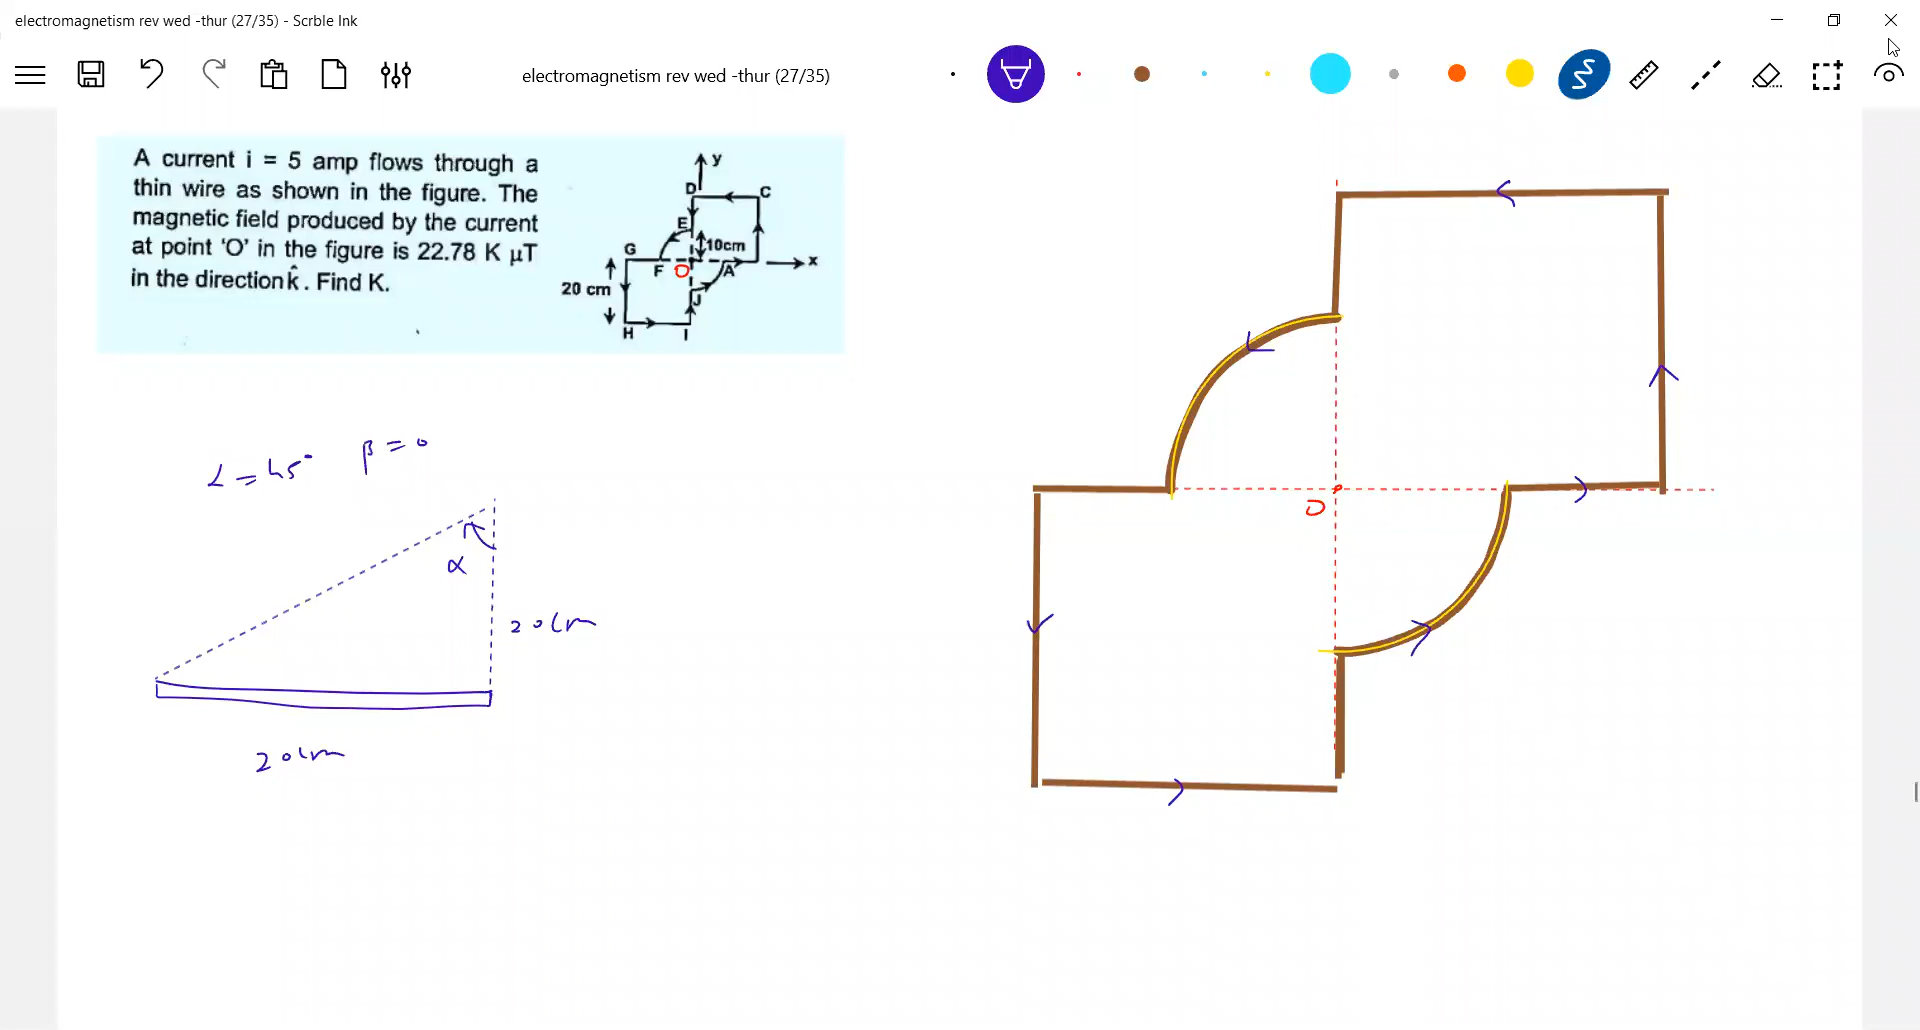 electromagnetism rev wed -thur (27/35) - Scrble Ink
electromagnetism rev wed -thur (27/35)
A current i = 5 amp flows through a
thin wire as shown in the figure. The
magnetic field produced by the current
at point 'O' in the figure is 22.78 K μT
in the direction k̂. Find K.
y
D
C
E
10cm
G
x
F
O
A
20 cm
J
H
I
α = 45° β = 0
α
20cm
20cm
O